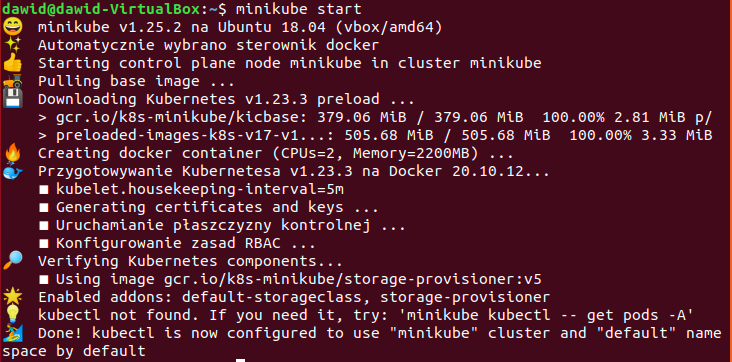 dawid@dawid-VirtualBox:~$ minikube start
😄 minikube v1.25.2 na Ubuntu 18.04 (vbox/amd64)
✨ Automatycznie wybrano sterownik docker
👍 Starting control plane node minikube in cluster minikube
🚜 Pulling base image ...
💾 Downloading Kubernetes v1.23.3 preload ...
> gcr.io/k8s-minikube/kicbase: 379.06 MiB / 379.06 MiB 100.00% 2.81 MiB p/
> preloaded-images-k8s-v17-v1...: 505.68 MiB / 505.68 MiB 100.00% 3.33 MiB
🔥 Creating docker container (CPUs=2, Memory=2200MB) ...
🐳 Przygotowywanie Kubernetesa v1.23.3 na Docker 20.10.12...
▪ kubelet.housekeeping-interval=5m
▪ Generating certificates and keys ...
▪ Uruchamianie płaszczyzny kontrolnej ...
▪ Konfigurowanie zasad RBAC ...
🔎 Verifying Kubernetes components...
▪ Using image gcr.io/k8s-minikube/storage-provisioner:v5
🌟 Enabled addons: default-storageclass, storage-provisioner
💡 kubectl not found. If you need it, try: 'minikube kubectl -- get pods -A'
🏄 Done! kubectl is now configured to use "minikube" cluster and "default" name
space by default